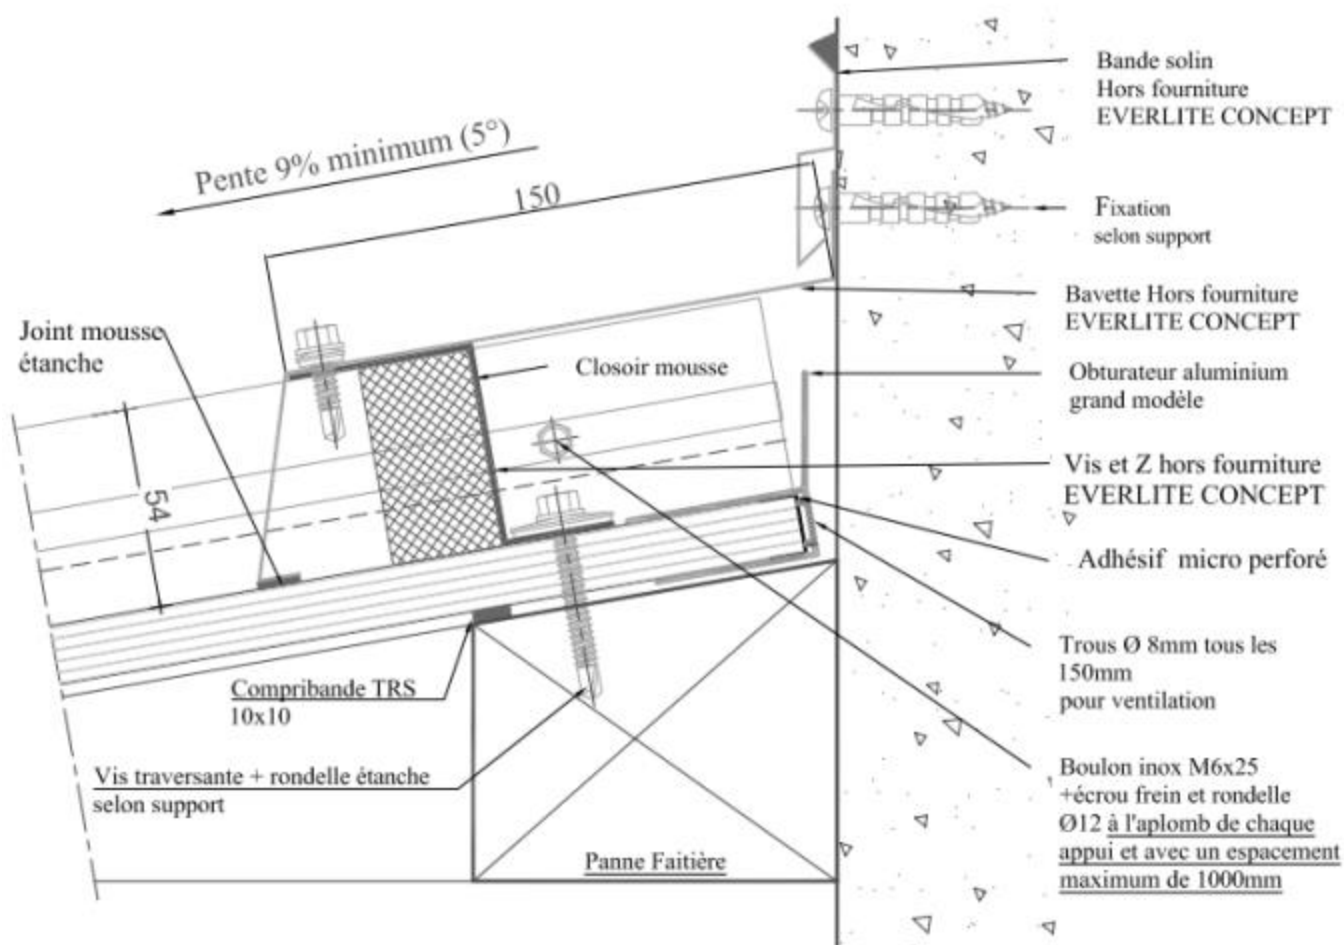 Bande solin
Hors fourniture
EVERLITE CONCEPT
Pente 9% minimum (5°)
150
Fixation
selon support
Bavette Hors fourniture
EVERLITE CONCEPT
Joint mousse
étanche
Closoir mousse
Obturateur aluminium
grand modèle
54
Vis et Z hors fourniture
EVERLITE CONCEPT
Adhésif micro perforé
Trous Ø 8mm tous les
150mm
pour ventilation
Compribande TRS
10x10
Vis traversante + rondelle étanche
selon support
Boulon inox M6x25
+écrou frein et rondelle
Ø12 à l'aplomb de chaque
appui et avec un espacement
maximum de 1000mm
Panne Faitière